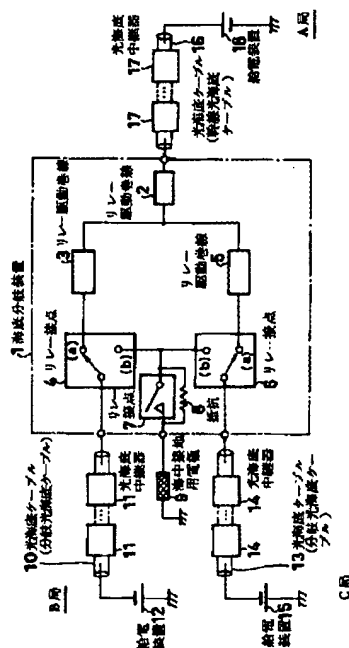 光海底
中継器
16
17
17
光海底ケーブル
(幹線光海底
ケーブル)
18
給電装置
A局
1 海底分岐装置
3 リレー駆動巻線
リレー
駆動巻線
2
リレー
駆動巻線
5
4 リレー接点
(a)
(b)
リレー
接点
7
8
抵抗
9 海中接地
用電極
(b)
(a)
リレー接点
6
10 光海底ケーブル
(分岐光海底ケーブル)
光海底
中継器
11
11
B局
給電
装置12
光海底
中継器
14
14
13 光海底ケーブル
(分岐光海底ケー
ブル)
給電
装置15
C局